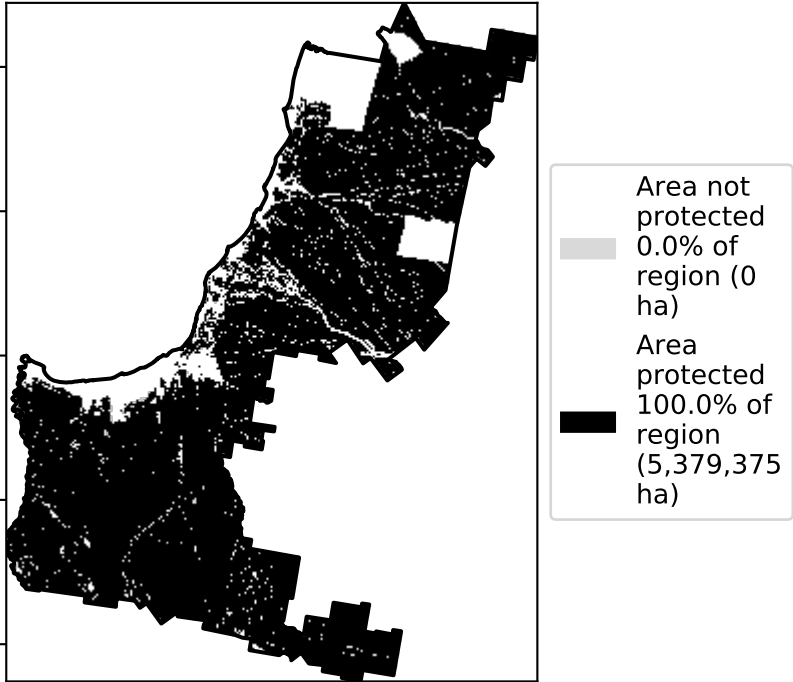 Area not
protected
0.0% of
region (0
ha)
Area
protected
100.0% of
region
(5,379,375
ha)